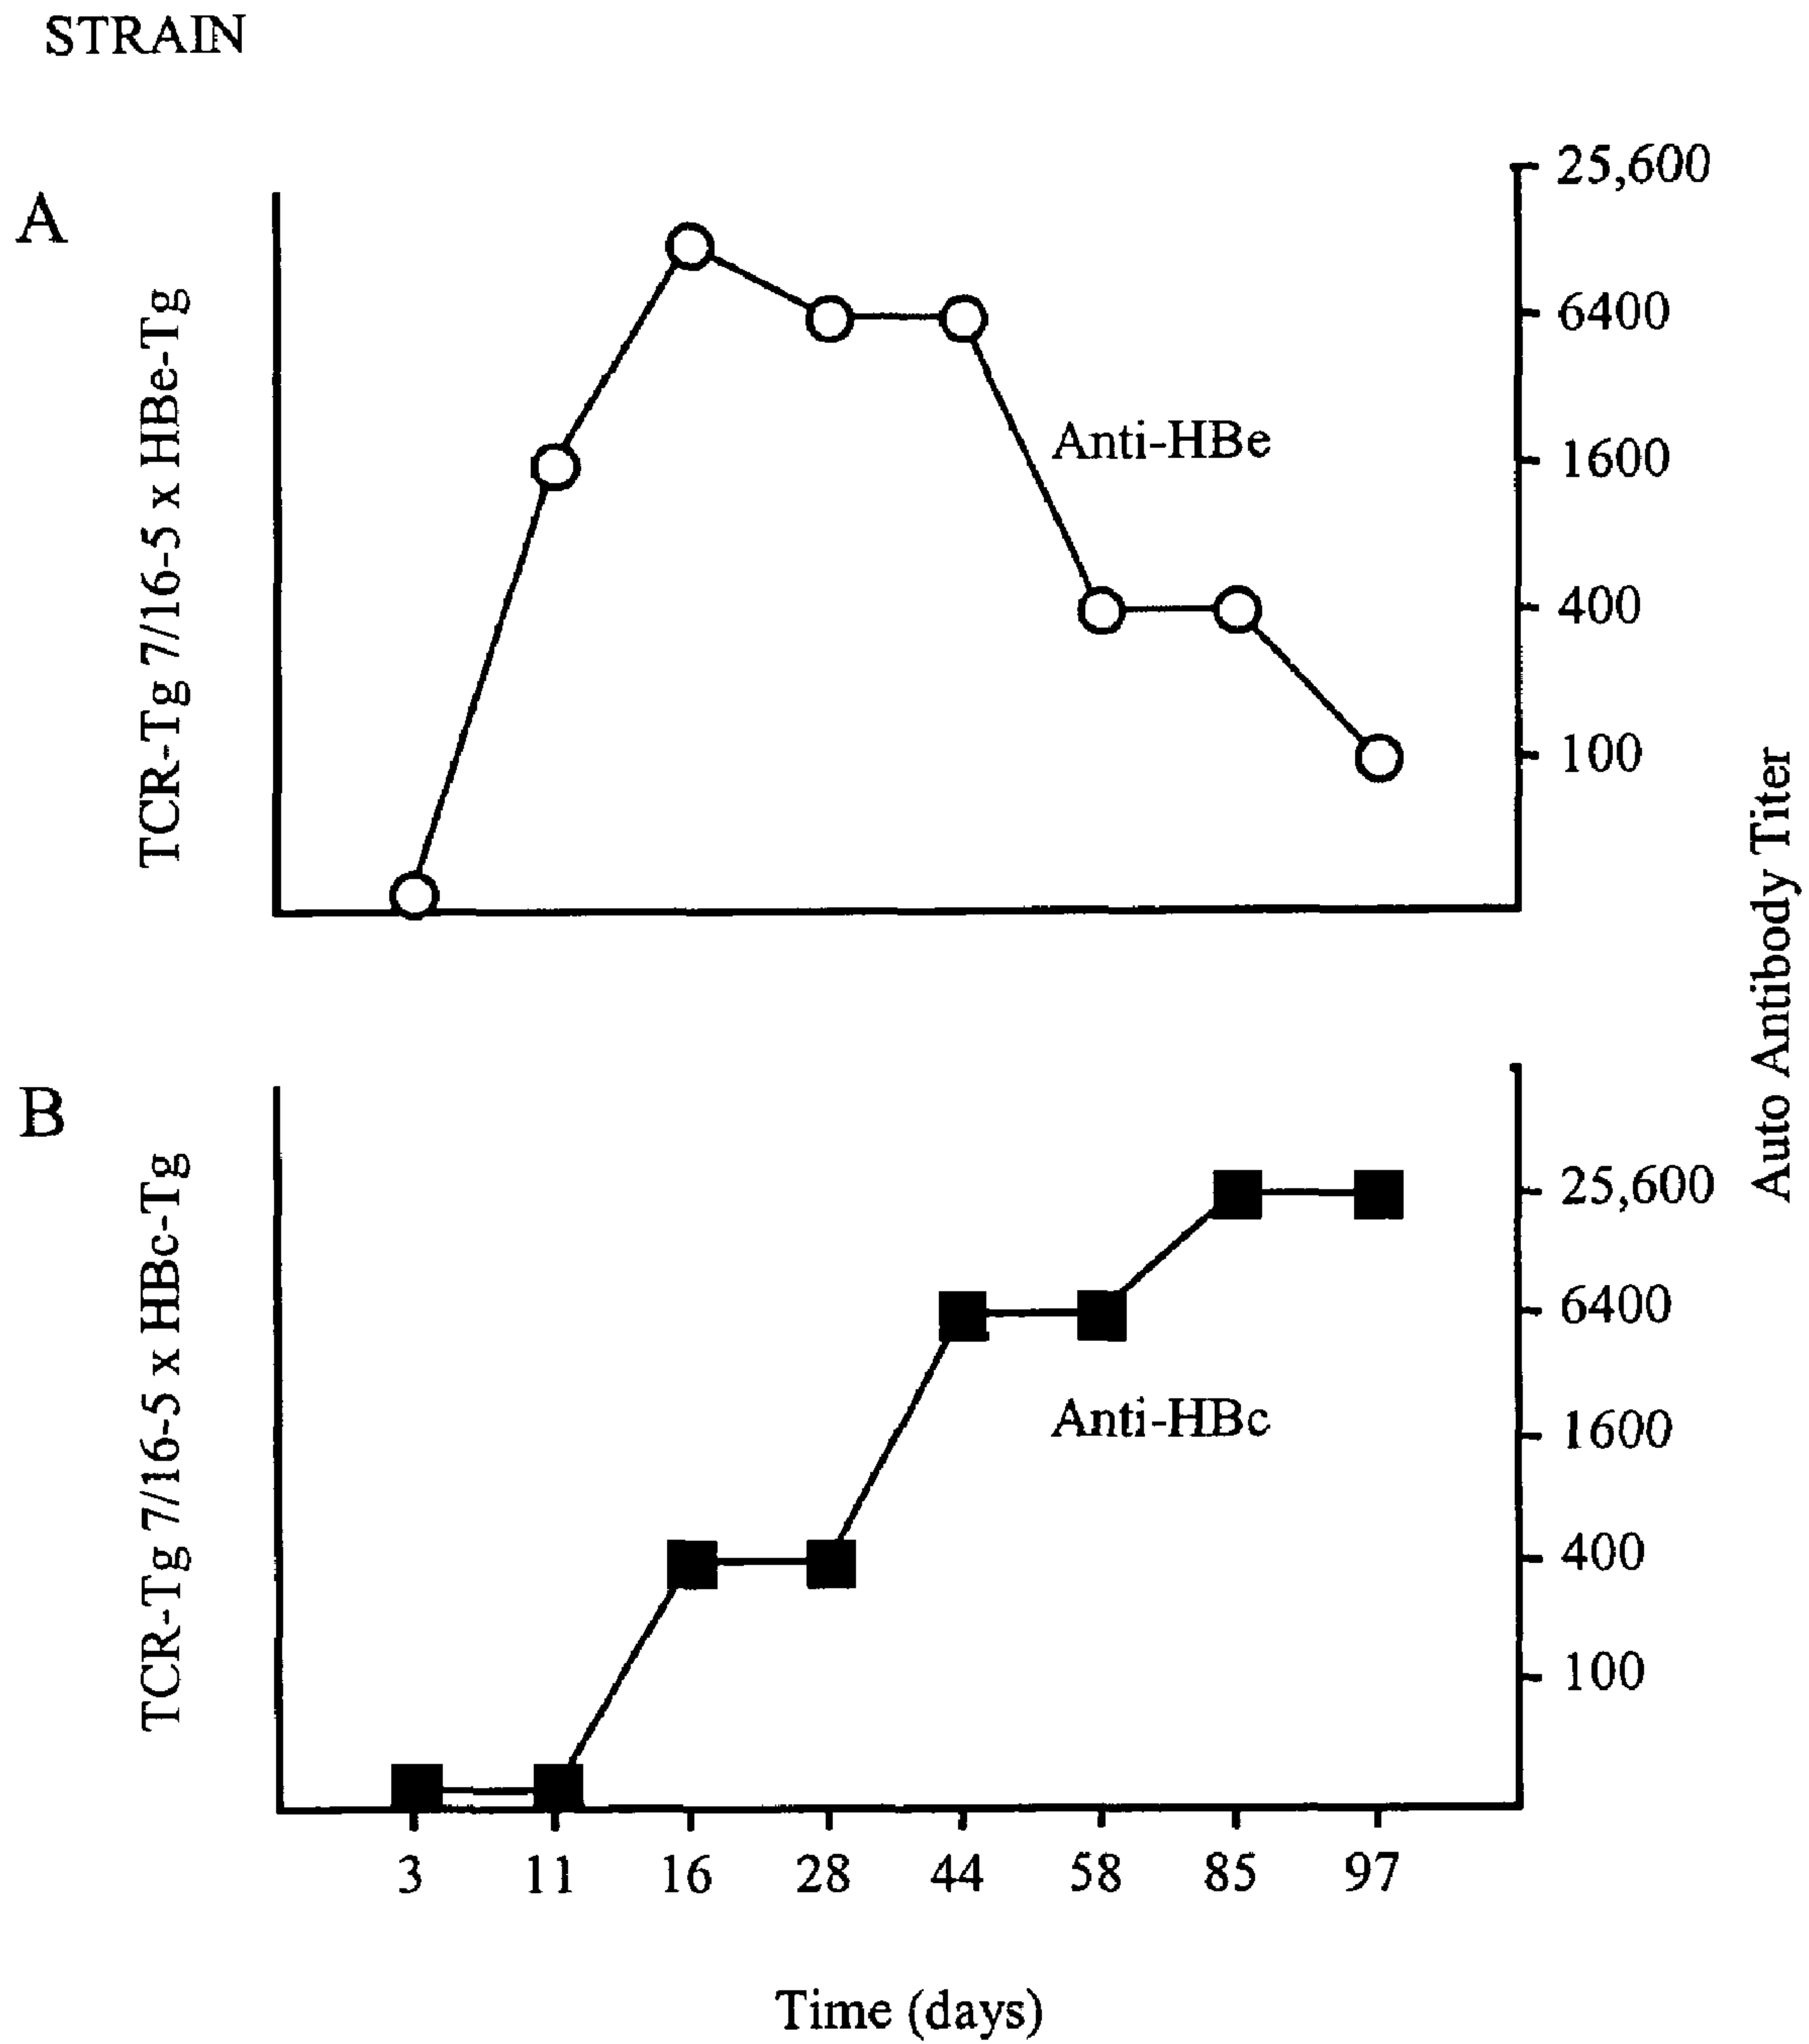 STRAIN
A
TCR-Tg 7/16-5 x HBe-Tg
25,600
6400
1600
400
100
Anti-HBe
Auto Antibody Titer
B
TCR-Tg 7/16-5 x HBc-Tg
25,600
6400
1600
400
100
Anti-HBc
3 11 16 28 44 58 85 97
Time (days)